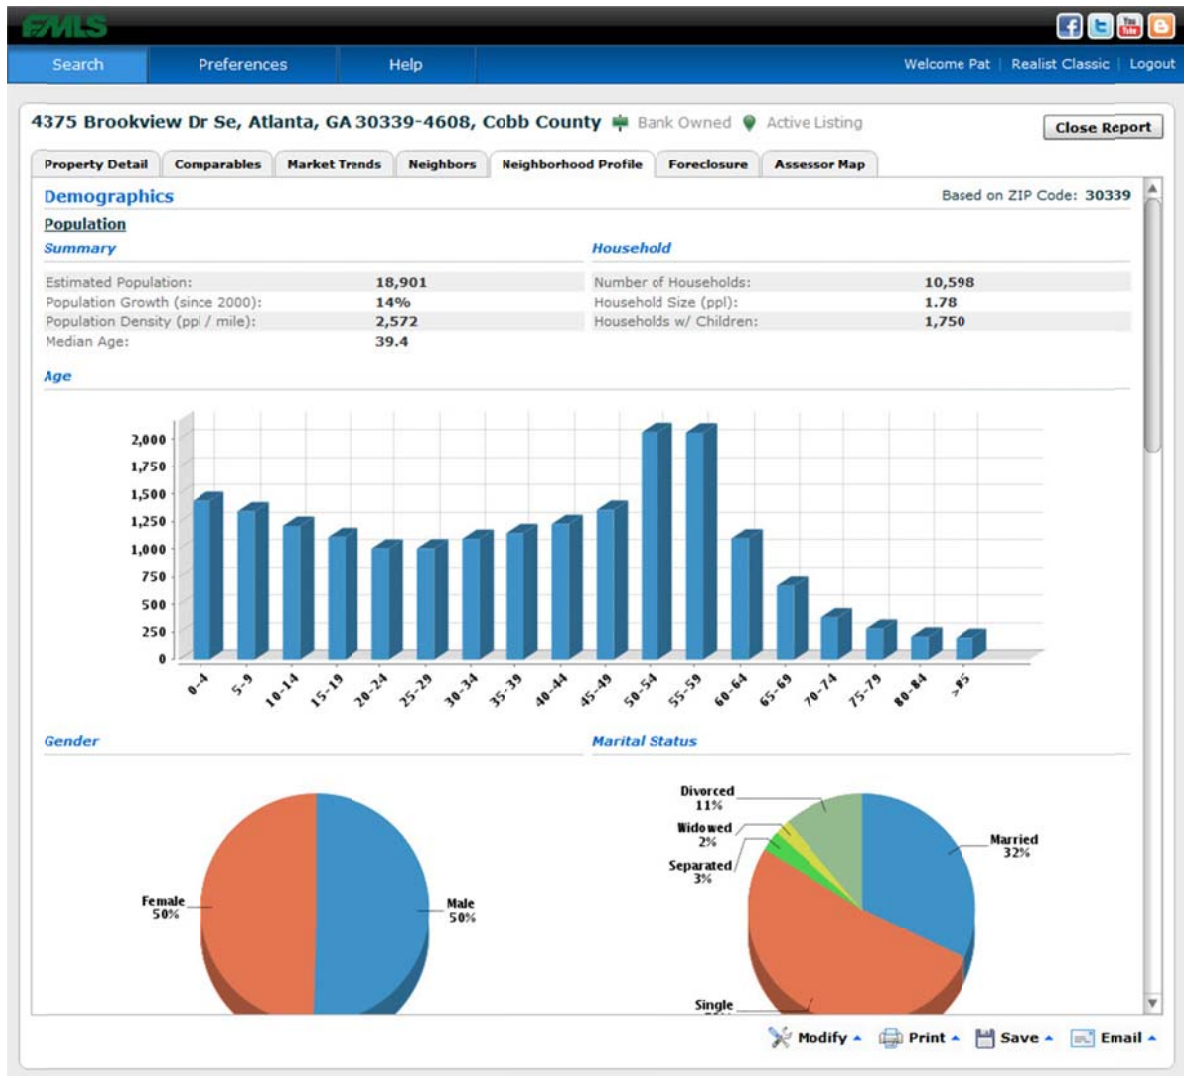 FMLS
Search Preferences Help Welcome Pat | Realist Classic | Logout
4375 Brookview Dr Se, Atlanta, GA 30339-4608, Cobb County Bank Owned Active Listing
Close Report
Property Detail Comparables Market Trends Neighbors Neighborhood Profile Foreclosure Assessor Map
Demographics Based on ZIP Code: 30339
Population
Summary Household
Estimated Population: 18,901 Number of Households: 10,598
Population Growth (since 2000): 14% Household Size (ppl): 1.78
Population Density (ppl / mile): 2,572 Households w/ Children: 1,750
Median Age: 39.4
Age
2,000
1,750
1,500
1,250
1,000
750
500
250
0
0-4 5-9 10-14 15-19 20-24 25-29 30-34 35-39 40-44 45-49 50-54 55-59 60-64 65-69 70-74 75-79 80-84 >85
Gender Marital Status
Female
50%
Male
50%
Divorced
11%
Widowed
2%
Separated
3%
Married
32%
Single
Modify Print Save Email